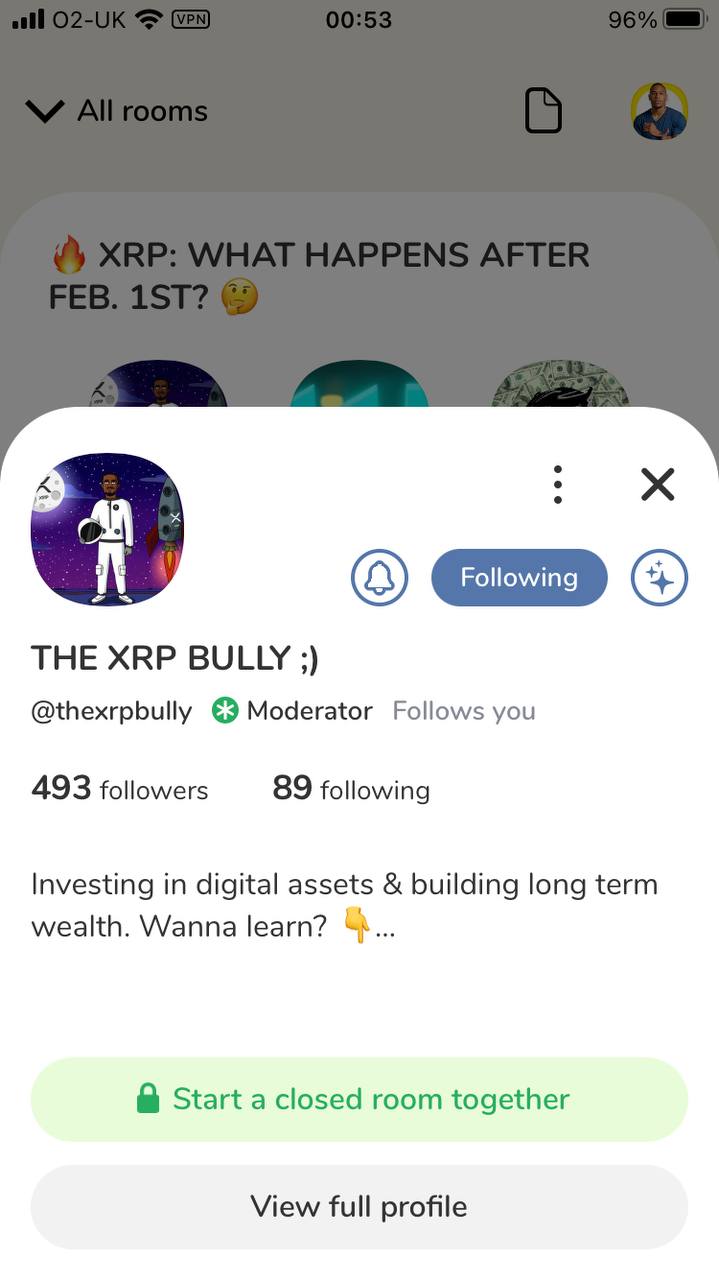 O2-UK VPN 00:53 96%
All rooms
🔥 XRP: WHAT HAPPENS AFTER
FEB. 1ST? 🤔
Following
THE XRP BULLY ;)
@thexrpbully Moderator Follows you
493 followers 89 following
Investing in digital assets & building long term
wealth. Wanna learn? 👇...
Start a closed room together
View full profile